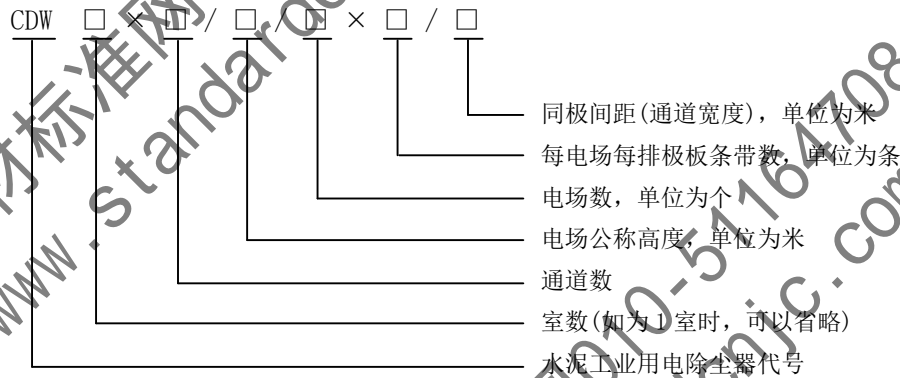 CDW □ × □ / □ / □ × □ / □
同极间距(通道宽度)，单位为米
每电场每排极板条带数，单位为条
电场数，单位为个
电场公称高度，单位为米
通道数
室数(如为1室时，可以省略)
水泥工业用电除尘器代号